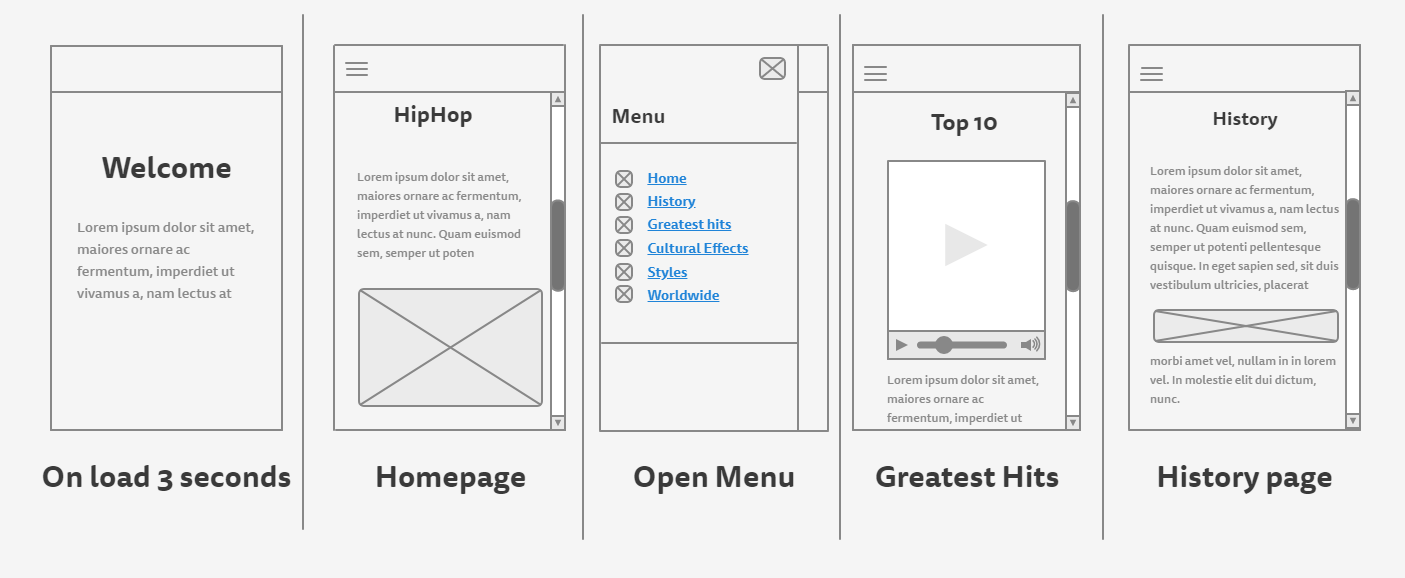 Welcome
Lorem ipsum dolor sit amet,
maiores ornare ac
fermentum, imperdiet ut
vivamus a, nam lectus at
On load 3 seconds
HipHop
Lorem ipsum dolor sit amet,
maiores ornare ac fermentum,
imperdiet ut vivamus a, nam
lectus at nunc. Quam euismod
sem, semper ut poten
Homepage
Menu
Home
History
Greatest hits
Cultural Effects
Styles
Worldwide
Open Menu
Top 10
Lorem ipsum dolor sit amet,
maiores ornare ac
fermentum, imperdiet ut
Greatest Hits
History
Lorem ipsum dolor sit amet,
maiores ornare ac fermentum,
imperdiet ut vivamus a, nam lectus
at nunc. Quam euismod sem,
semper ut potenti pellentesque
quisque. In eget sapien sed, sit duis
vestibulum ultricies, placerat
morbi amet vel, nullam in in lorem
vel. In molestie elit dui dictum,
nunc.
History page